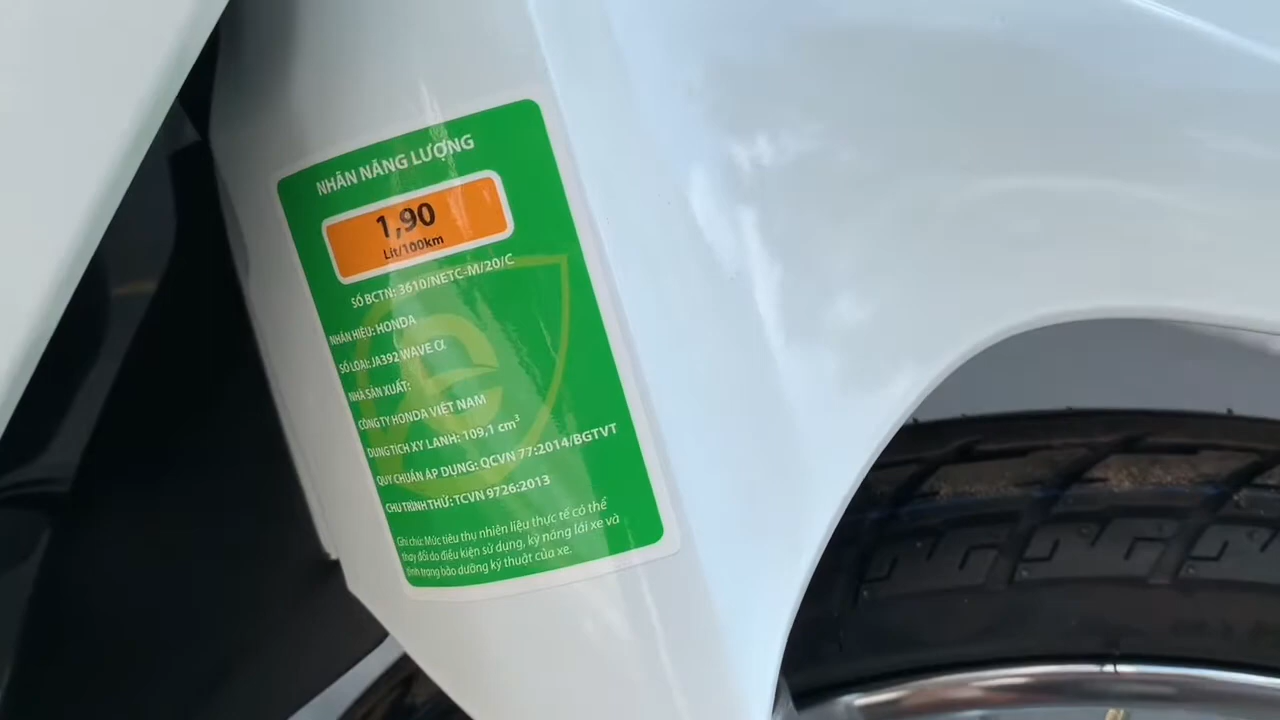 NHÃN NĂNG LƯỢNG
1,90
Lít/100km
SỐ BCTN: 3610/NETC-M/20/C
NHÃN HIỆU: HONDA
SỐ LOẠI: JA392 WAVE α
NHÀ SẢN XUẤT:
CÔNG TY HONDA VIỆT NAM
DUNG TÍCH XY LANH: 109,1 cm³
QUY CHUẨN ÁP DỤNG: QCVN 77:2014/BGTVT
CHU TRÌNH THỬ: TCVN 9726:2013
Ghi chú: Mức tiêu thụ nhiên liệu thực tế có thể
thay đổi do điều kiện sử dụng, kỹ năng lái xe và
tình trạng bảo dưỡng kỹ thuật của xe.